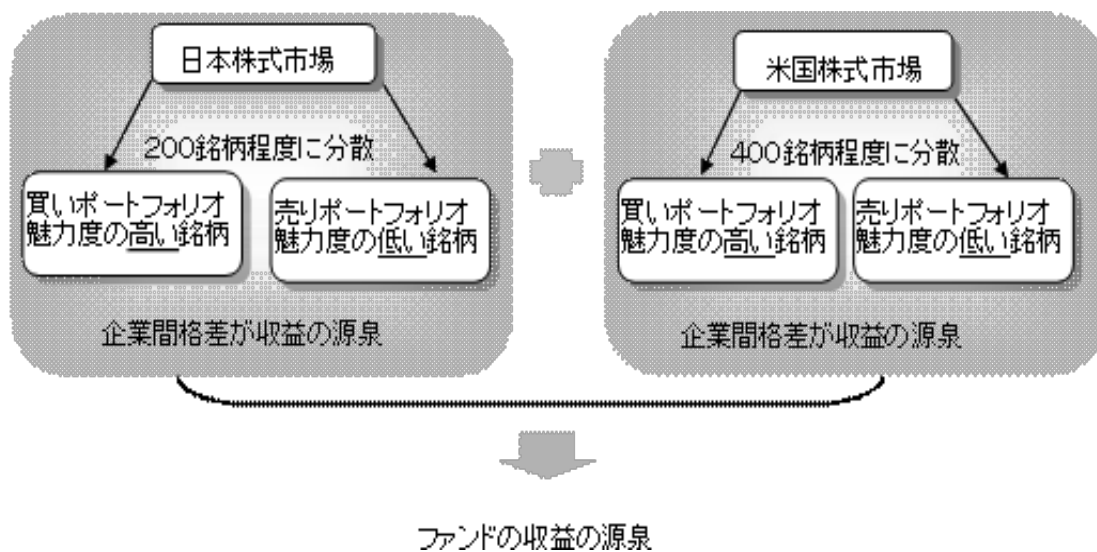 日本株式市場
200銘柄程度に分散
買いポートフォリオ
魅力度の高い銘柄
売りポートフォリオ
魅力度の低い銘柄
企業間格差が収益の源泉
米国株式市場
400銘柄程度に分散
買いポートフォリオ
魅力度の高い銘柄
売りポートフォリオ
魅力度の低い銘柄
企業間格差が収益の源泉
ファンドの収益の源泉